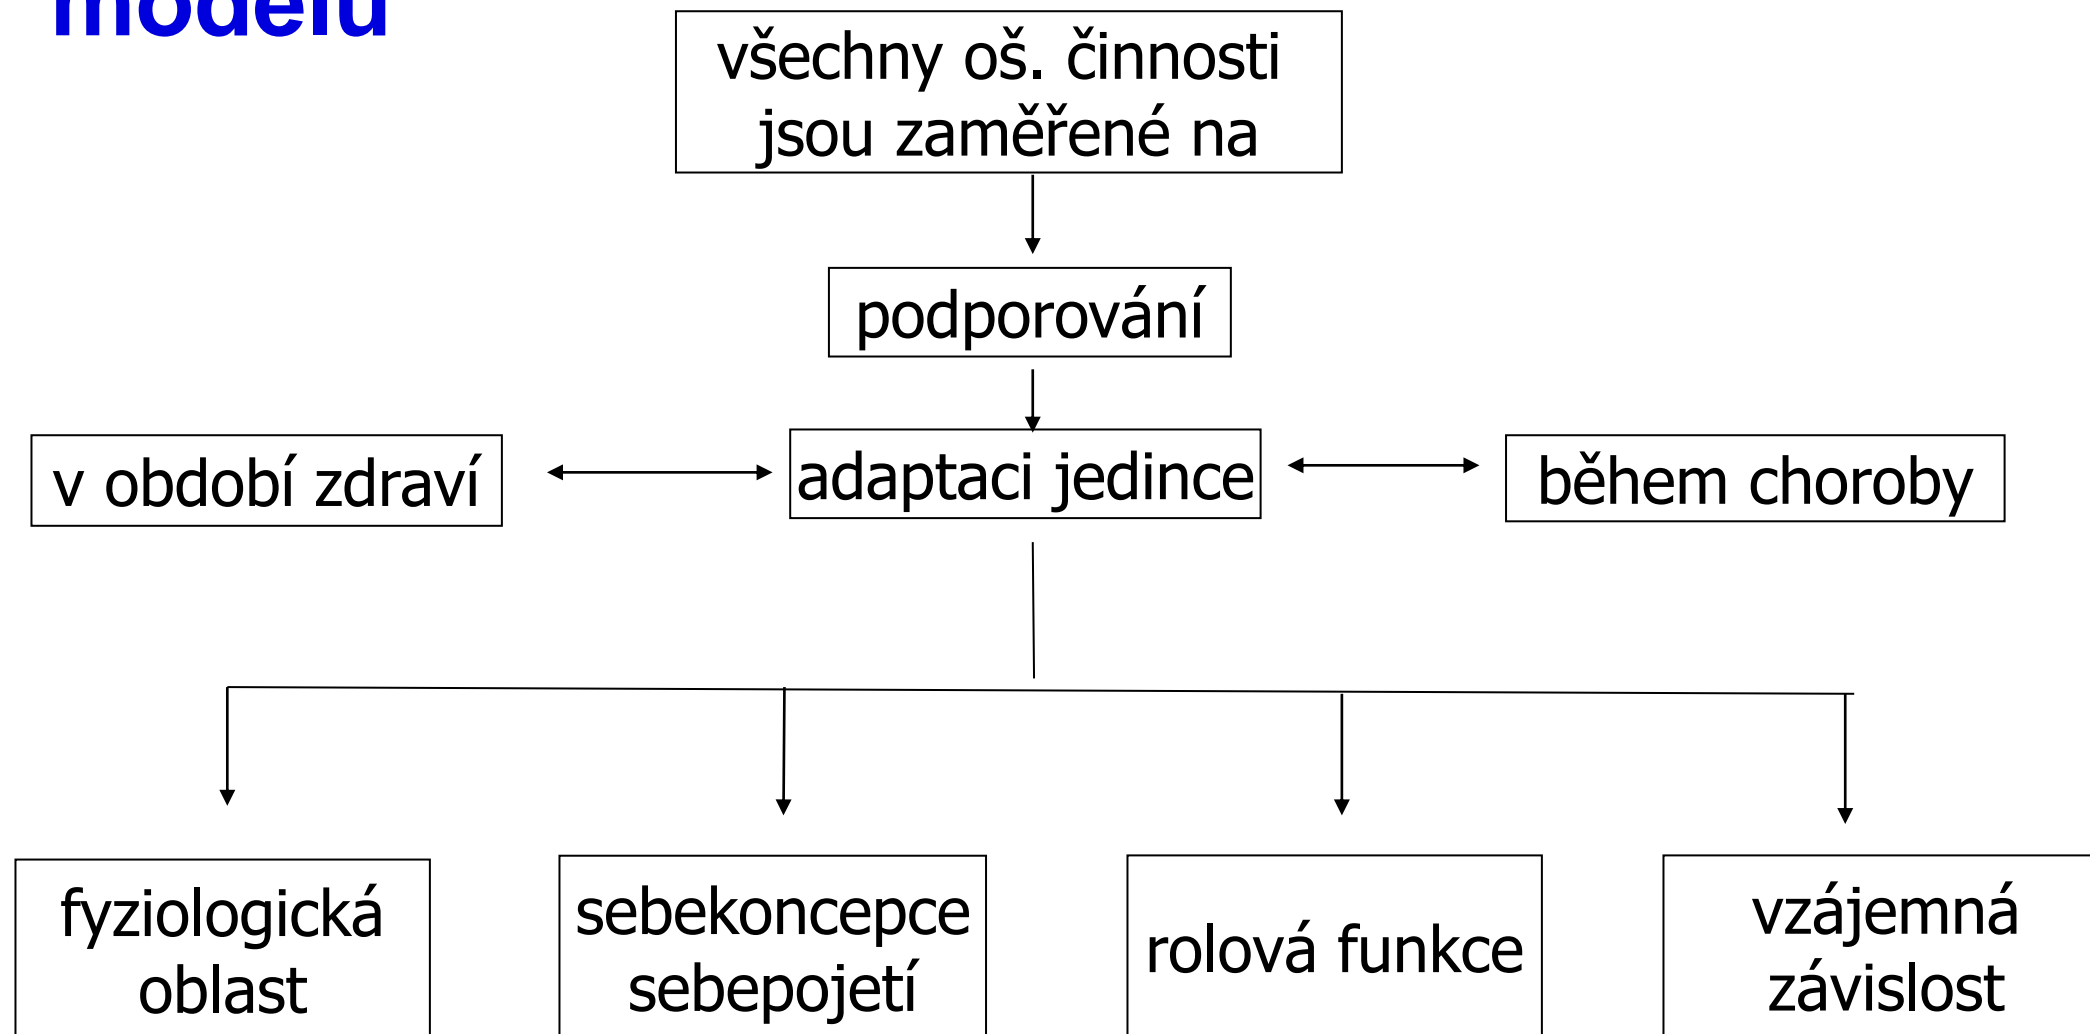 modelu
všechny oš. činnosti
jsou zaměřené na
podporování
v období zdraví
adaptaci jedince
během choroby
fyziologická
oblast
sebekoncepce
sebepojetí
rolová funkce
vzájemná
závislost